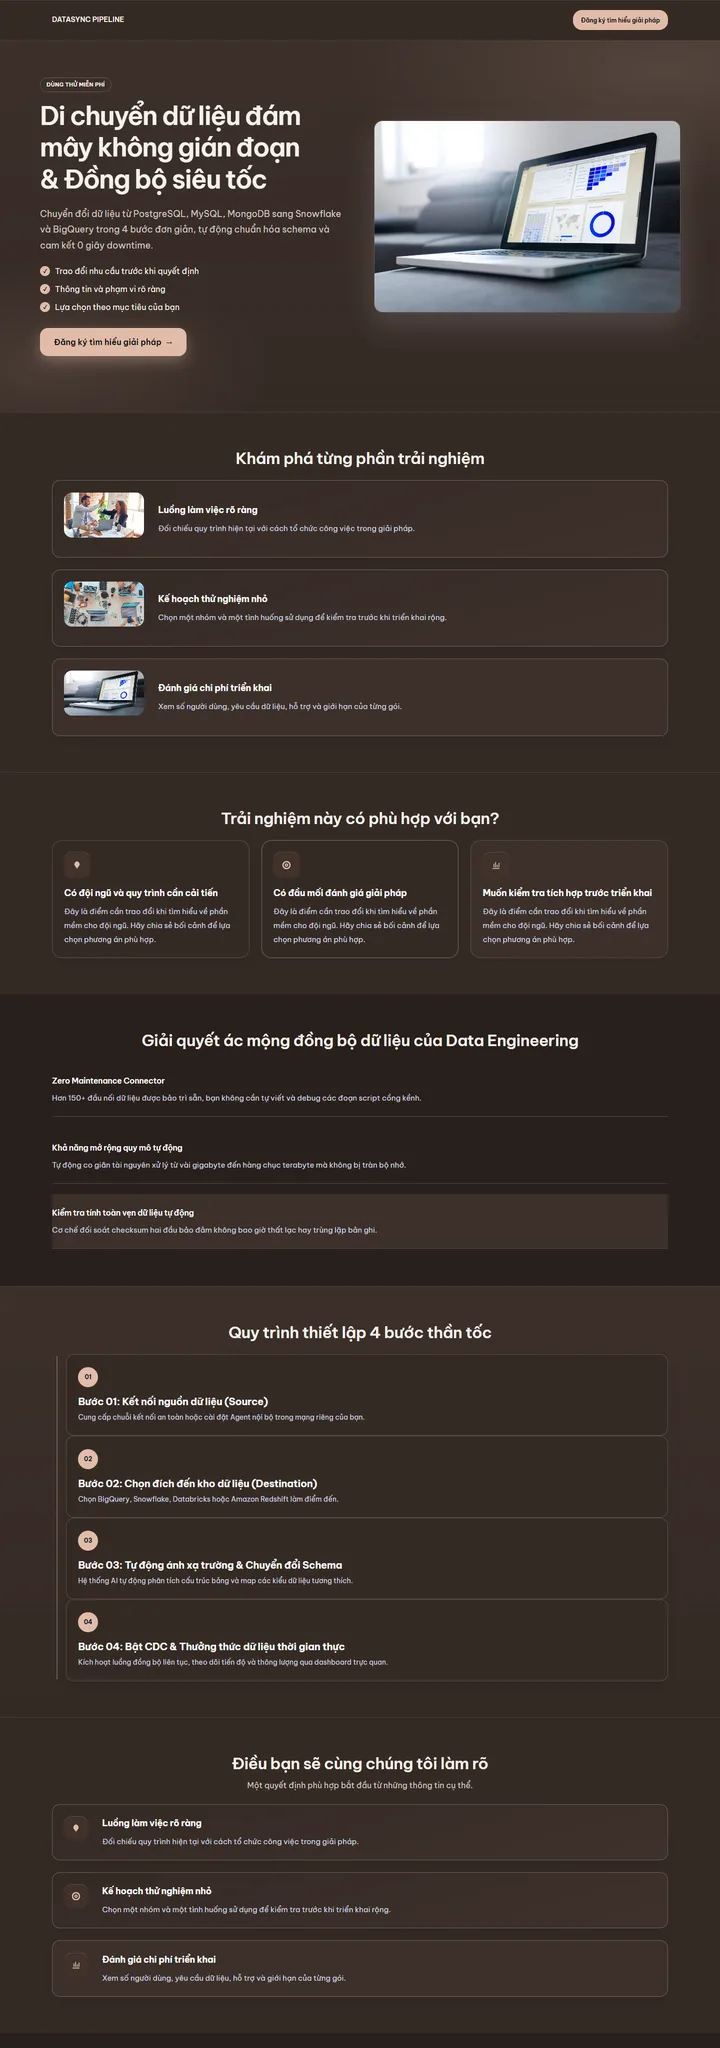 DATASYNC PIPELINE
Đăng ký tìm hiểu giải pháp
DÙNG THỬ MIỄN PHÍ
Di chuyển dữ liệu đám
mây không gián đoạn
& Đồng bộ siêu tốc
Chuyển đổi dữ liệu từ PostgreSQL, MySQL, MongoDB sang Snowflake
và BigQuery trong 4 bước đơn giản, tự động chuẩn hóa schema và
cam kết 0 giây downtime.
Trao đổi nhu cầu trước khi quyết định
Thông tin và phạm vi rõ ràng
Lựa chọn theo mục tiêu của bạn
Đăng ký tìm hiểu giải pháp →
Khám phá từng phần trải nghiệm
Luồng làm việc rõ ràng
Đối chiếu quy trình hiện tại với cách tổ chức công việc trong giải pháp.
Kế hoạch thử nghiệm nhỏ
Chọn một nhóm và một tình huống sử dụng để kiểm tra trước khi triển khai rộng.
Đánh giá chi phí triển khai
Xem số người dùng, yêu cầu dữ liệu, hỗ trợ và giới hạn của từng gói.
Trải nghiệm này có phù hợp với bạn?
Có đội ngũ và quy trình cần cải tiến
Đây là điểm cần trao đổi khi tìm hiểu về phần
mềm cho đội ngũ. Hãy chia sẻ bối cảnh để lựa
chọn phương án phù hợp.
Có đầu mối đánh giá giải pháp
Đây là điểm cần trao đổi khi tìm hiểu về phần
mềm cho đội ngũ. Hãy chia sẻ bối cảnh để lựa
chọn phương án phù hợp.
Muốn kiểm tra tích hợp trước triển khai
Đây là điểm cần trao đổi khi tìm hiểu về phần
mềm cho đội ngũ. Hãy chia sẻ bối cảnh để lựa
chọn phương án phù hợp.
Giải quyết ác mộng đồng bộ dữ liệu của Data Engineering
Zero Maintenance Connector
Hơn 150+ đầu nối dữ liệu được bảo trì sẵn, bạn không cần tự viết và debug các đoạn script cồng kềnh.
Khả năng mở rộng quy mô tự động
Tự động co giãn tài nguyên xử lý từ vài gigabyte đến hàng chục terabyte mà không bị tràn bộ nhớ.
Kiểm tra tính toàn vẹn dữ liệu tự động
Cơ chế đối soát checksum hai đầu bảo đảm không bao giờ thất lạc hay trùng lặp bản ghi.
Quy trình thiết lập 4 bước thần tốc
01
Bước 01: Kết nối nguồn dữ liệu (Source)
Cung cấp chuỗi kết nối an toàn hoặc cài đặt Agent nội bộ trong mạng riêng của bạn.
02
Bước 02: Chọn đích đến kho dữ liệu (Destination)
Chọn BigQuery, Snowflake, Databricks hoặc Amazon Redshift làm điểm đến.
03
Bước 03: Tự động ánh xạ trường & Chuyển đổi Schema
Hệ thống AI tự động phân tích cấu trúc bảng và map các kiểu dữ liệu tương thích.
04
Bước 04: Bật CDC & Thưởng thức dữ liệu thời gian thực
Kích hoạt luồng đồng bộ liên tục, theo dõi tiến độ và thông lượng qua dashboard trực quan.
Điều bạn sẽ cùng chúng tôi làm rõ
Một quyết định phù hợp bắt đầu từ những thông tin cụ thể.
Luồng làm việc rõ ràng
Đối chiếu quy trình hiện tại với cách tổ chức công việc trong giải pháp.
Kế hoạch thử nghiệm nhỏ
Chọn một nhóm và một tình huống sử dụng để kiểm tra trước khi triển khai rộng.
Đánh giá chi phí triển khai
Xem số người dùng, yêu cầu dữ liệu, hỗ trợ và giới hạn của từng gói.